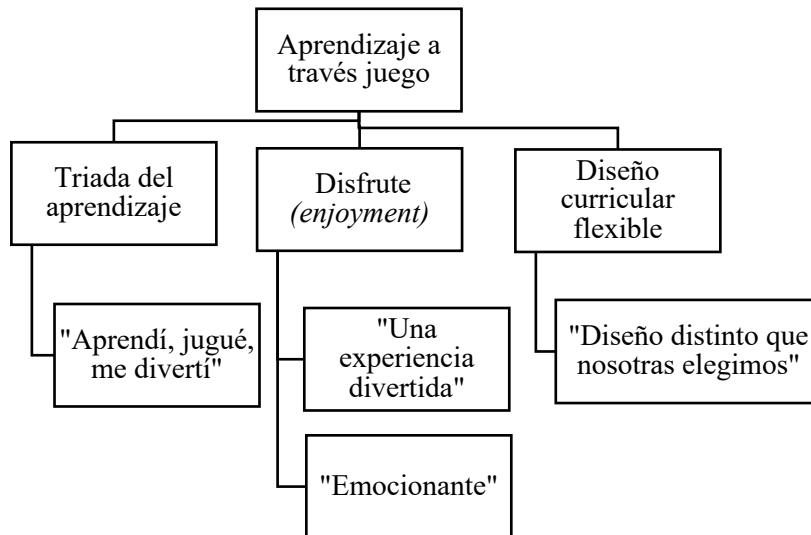 Aprendizaje a
través juego
Triada del
aprendizaje
Disfrute
(enjoyment)
Diseño
curricular
flexible
"Aprendí, jugué,
me divertí"
"Una
experiencia
divertida"
"Emocionante"
"Diseño distinto que
nosotras elegimos"